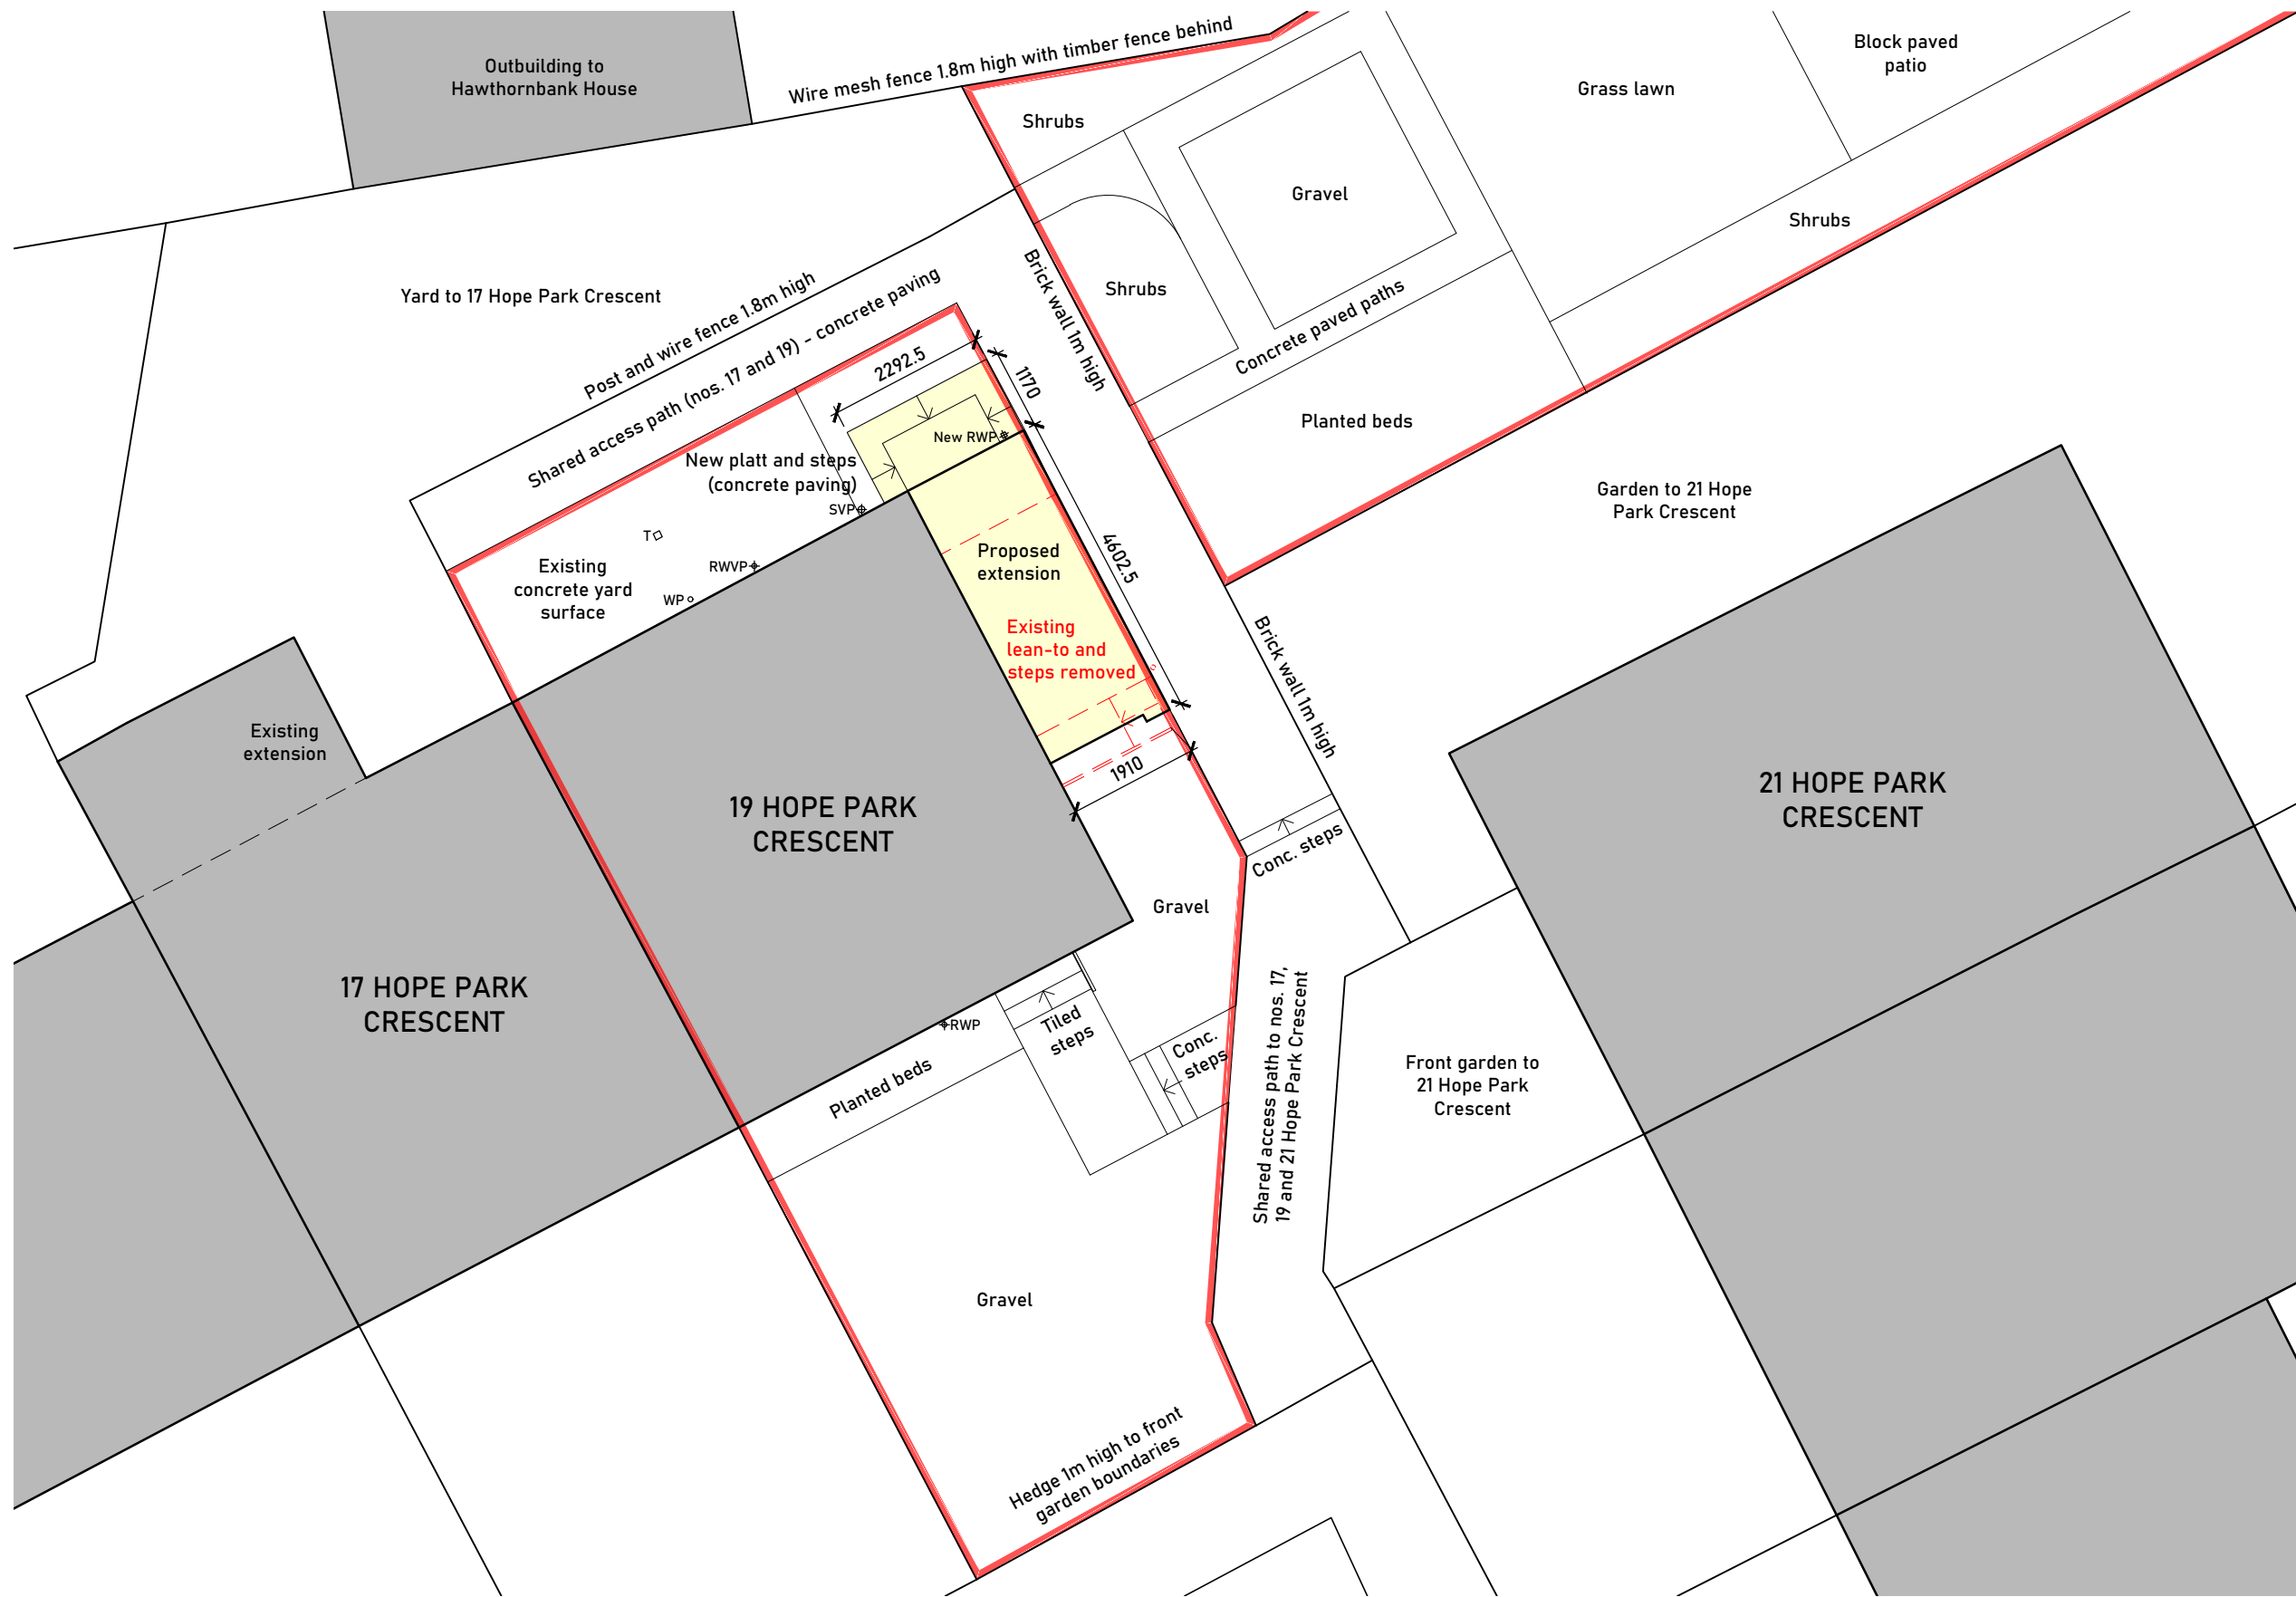 Outbuilding to
Hawthornbank House
Wire mesh fence 1.8m high with timber fence behind
Block paved
patio
Grass lawn
Shrubs
Gravel
Shrubs
Shrubs
Yard to 17 Hope Park Crescent
Post and wire fence 1.8m high
Shared access path (nos. 17 and 19) - concrete paving
Brick wall 1m high
Concrete paved paths
Planted beds
2292.5
1170
New RWP
New platt and steps
(concrete paving)
SVP
T
RWVP
WP
Existing
concrete yard
surface
Proposed
extension
4602.5
Existing
lean-to and
steps removed
1910
Garden to 21 Hope
Park Crescent
Brick wall 1m high
Existing
extension
19 HOPE PARK
CRESCENT
21 HOPE PARK
CRESCENT
Conc. steps
Gravel
17 HOPE PARK
CRESCENT
RWP
Tiled
steps
Conc.
steps
Planted beds
Shared access path to nos. 17,
19 and 21 Hope Park Crescent
Front garden to
21 Hope Park
Crescent
Gravel
Hedge 1m high to front
garden boundaries